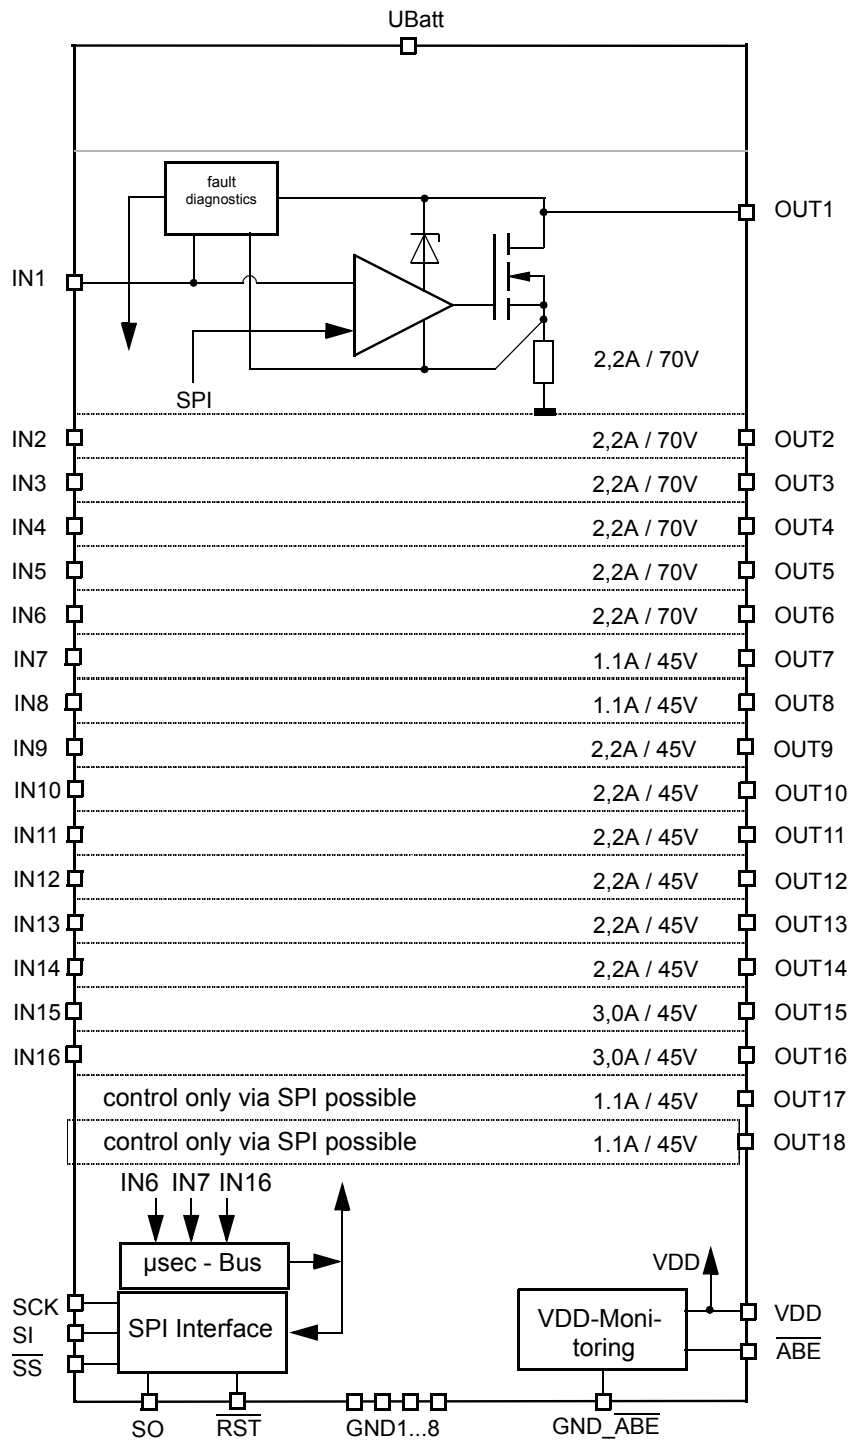 UBatt
fault
diagnostics
OUT1
IN1
2,2A / 70V
SPI
IN2 2,2A / 70V OUT2
IN3 2,2A / 70V OUT3
IN4 2,2A / 70V OUT4
IN5 2,2A / 70V OUT5
IN6 2,2A / 70V OUT6
IN7 1.1A / 45V OUT7
IN8 1.1A / 45V OUT8
IN9 2,2A / 45V OUT9
IN10 2,2A / 45V OUT10
IN11 2,2A / 45V OUT11
IN12 2,2A / 45V OUT12
IN13 2,2A / 45V OUT13
IN14 2,2A / 45V OUT14
IN15 3,0A / 45V OUT15
IN16 3,0A / 45V OUT16
control only via SPI possible 1.1A / 45V OUT17
control only via SPI possible 1.1A / 45V OUT18
IN6 IN7 IN16
µsec - Bus
VDD
SCK
SI
SS
SPI Interface
VDD-Moni-
toring
VDD
ABE
SO RST GND1...8 GND_ABE